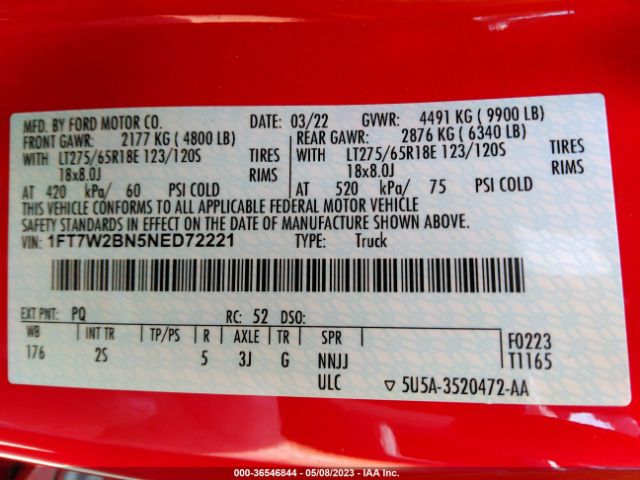 MFD. BY FORD MOTOR CO.
DATE: 03/22 GVWR: 4491 KG ( 9900 LB)
FRONT GAWR: 2177 KG ( 4800 LB) REAR GAWR: 2876 KG ( 6340 LB)
WITH LT275/65R18E 123/120S TIRES WITH LT275/65R18E 123/120S TIRES
18x8.0J RIMS 18x8.0J RIMS
AT 420 kPa/ 60 PSI COLD AT 520 kPa/ 75 PSI COLD
THIS VEHICLE CONFORMS TO ALL APPLICABLE FEDERAL MOTOR VEHICLE
SAFETY STANDARDS IN EFFECT ON THE DATE OF MANUFACTURE SHOWN ABOVE.
VIN: 1FT7W2BN5NED72221 TYPE: Truck
EXT PNT: PQ RC: 52 DSO:
WB INT TR TP/PS R AXLE TR SPR F0223
176 2S 5 3J G NNJJ T1165
ULC ▽ 5U5A-3520472-AA
000-36546844 / 05/08/2023 - IAA Inc.